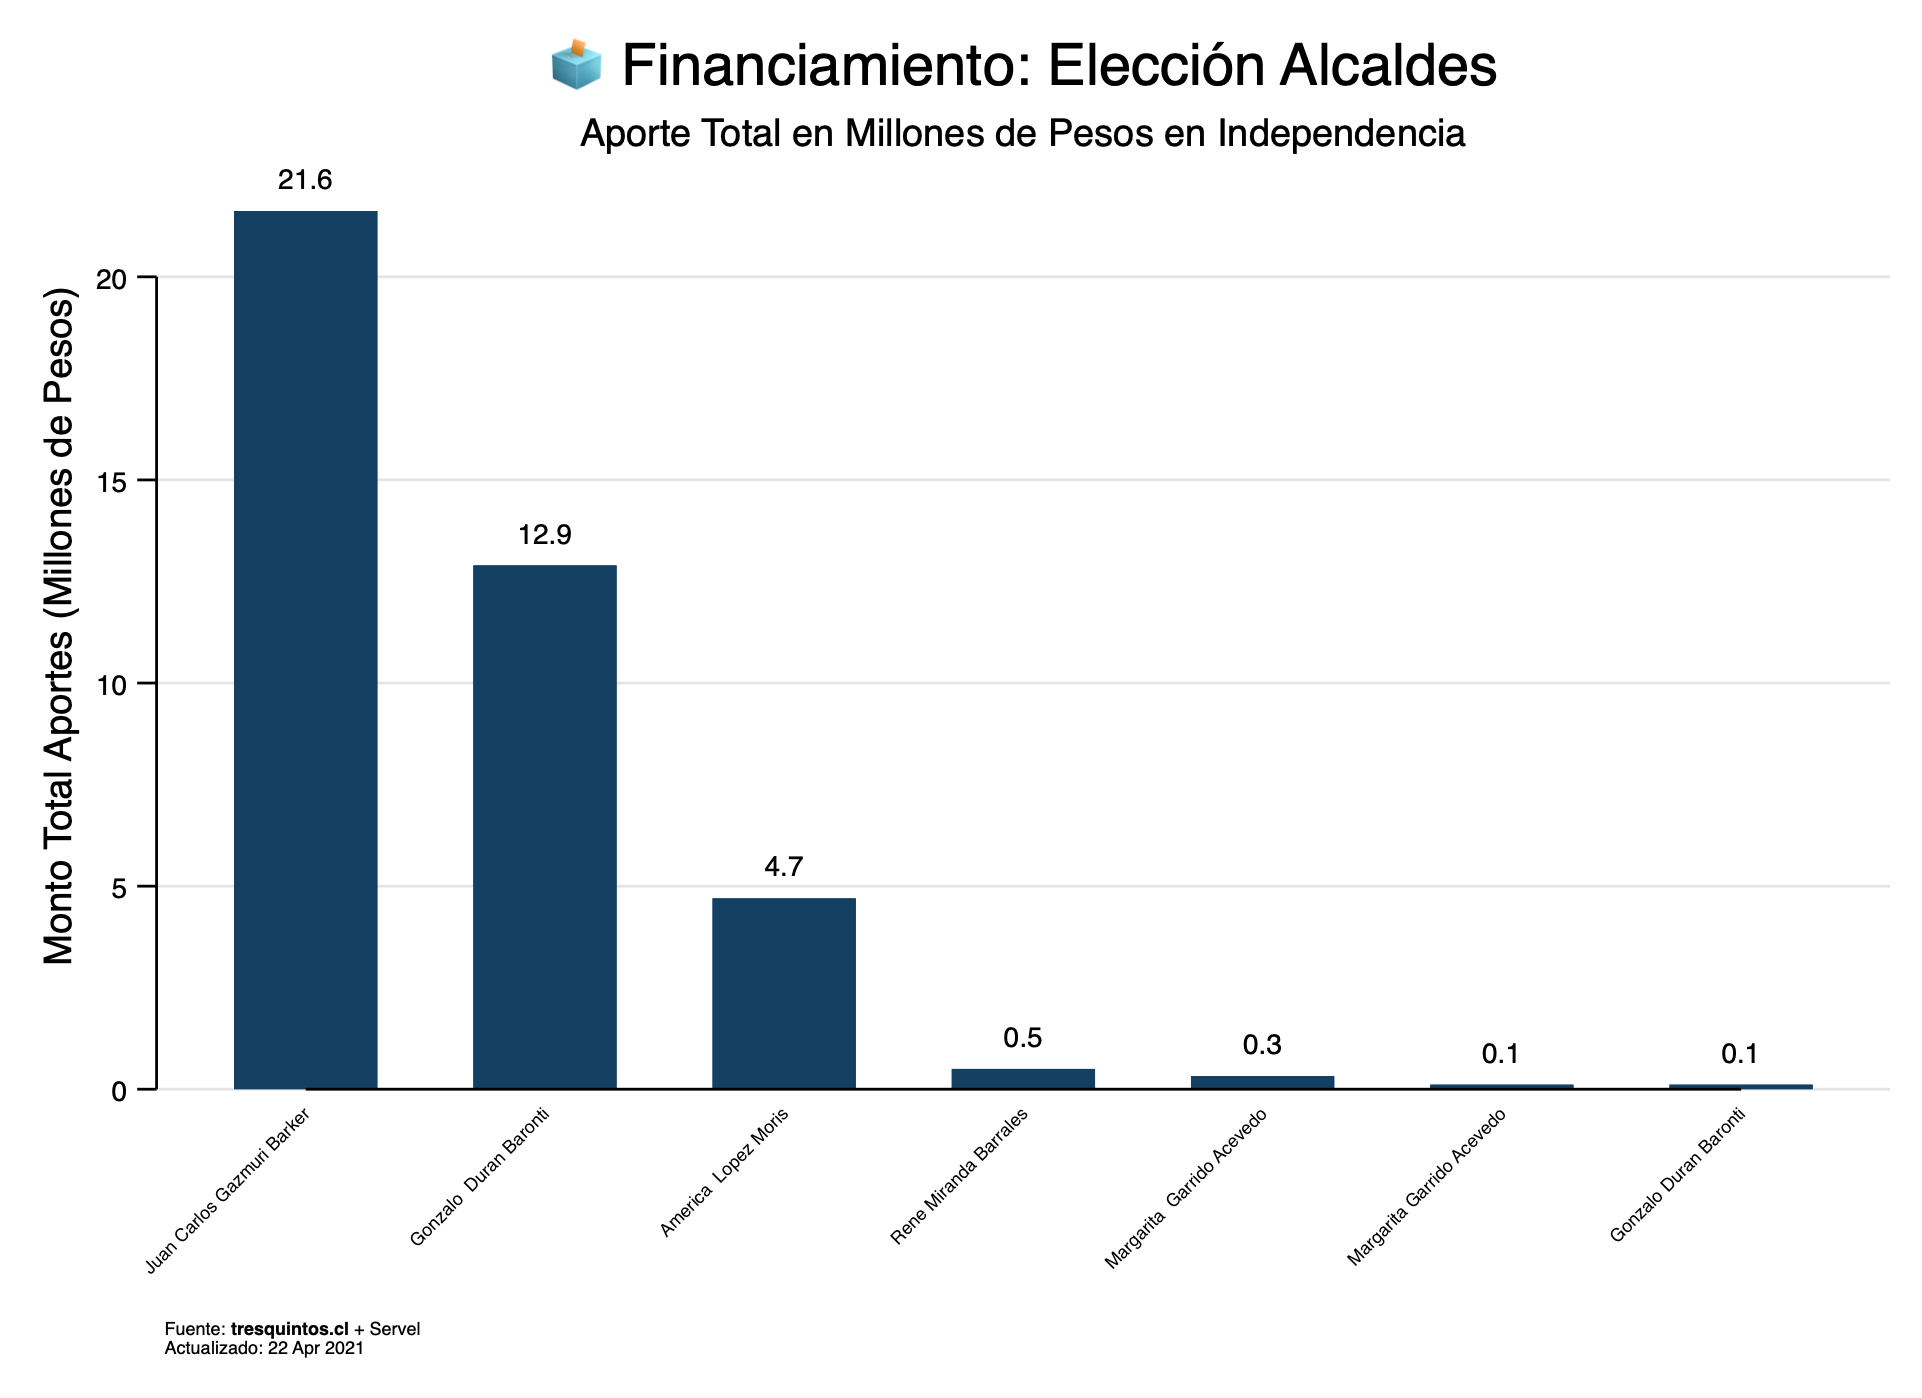 Financiamiento: Elección Alcaldes
Aporte Total en Millones de Pesos en Independencia
Monto Total Aportes (Millones de Pesos)
20
15
10
5
0
21.6
12.9
4.7
0.5
0.3
0.1
0.1
Juan Carlos Gazmuri Barker
Gonzalo  Duran Baronti
America  Lopez Moris
Rene Miranda Barrales
Margarita  Garrido Acevedo
Margarita Garrido Acevedo
Gonzalo Duran Baronti
Fuente: tresquintos.cl + Servel
Actualizado: 22 Apr 2021